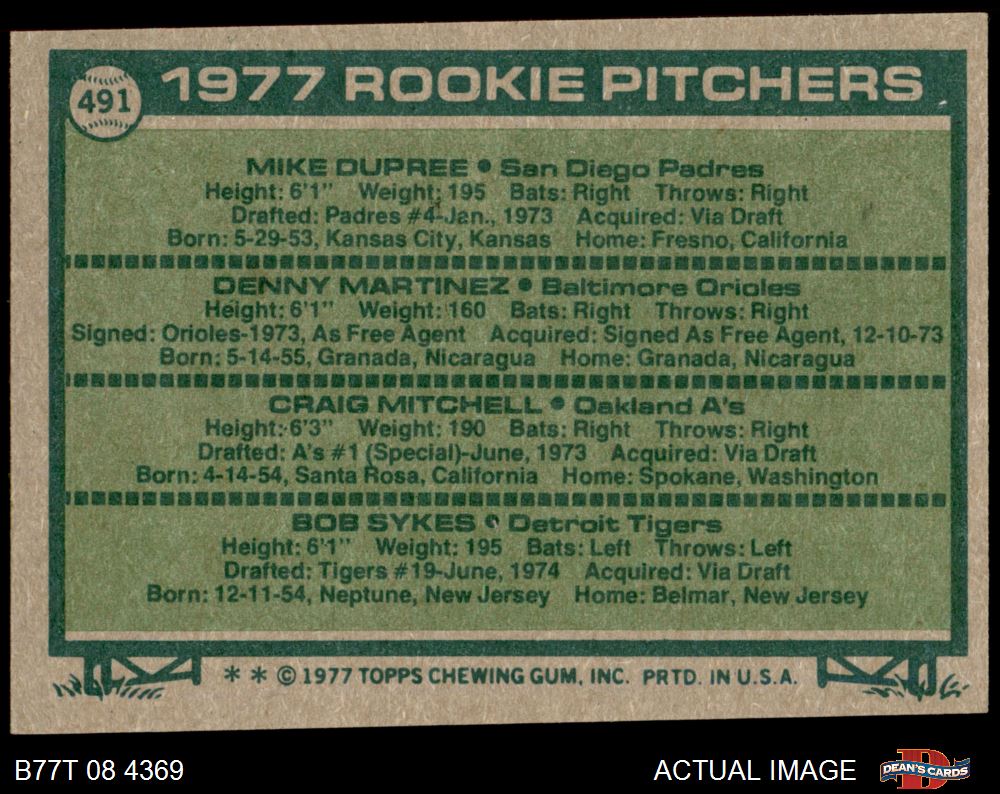 491
1977 ROOKIE PITCHERS
MIKE DUPREE • San Diego Padres
Height: 6'1" Weight: 195 Bats: Right Throws: Right
Drafted: Padres #4-Jan., 1973 Acquired: Via Draft
Born: 5-29-53, Kansas City, Kansas Home: Fresno, California
DENNY MARTINEZ • Baltimore Orioles
Height: 6'1" Weight: 160 Bats: Right Throws: Right
Signed: Orioles-1973, As Free Agent Acquired: Signed As Free Agent, 12-10-73
Born: 5-14-55, Granada, Nicaragua Home: Granada, Nicaragua
CRAIG MITCHELL • Oakland A's
Height: 6'3" Weight: 190 Bats: Right Throws: Right
Drafted: A's #1 (Special)-June, 1973 Acquired: Via Draft
Born: 4-14-54, Santa Rosa, California Home: Spokane, Washington
BOB SYKES • Detroit Tigers
Height: 6'1" Weight: 195 Bats: Left Throws: Left
Drafted: Tigers #19-June, 1974 Acquired: Via Draft
Born: 12-11-54, Neptune, New Jersey Home: Belmar, New Jersey
* * © 1977 TOPPS CHEWING GUM, INC. PRTD. IN U.S.A.
B77T 08 4369
ACTUAL IMAGE
D
DEAN'S CARDS